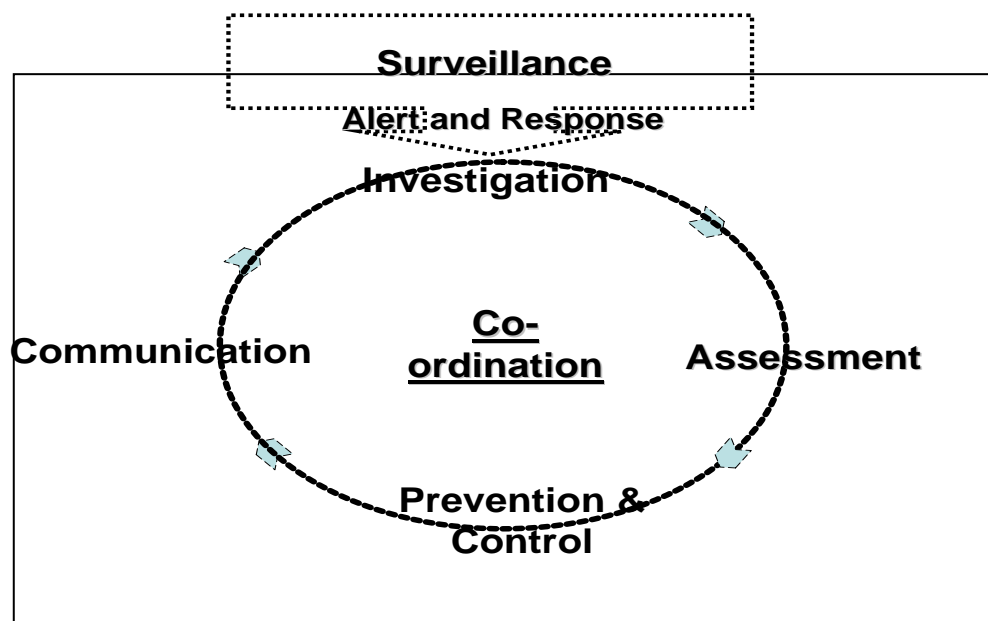 Surveillance
Alert and Response
Investigation
Communication
Co-
ordination
Assessment
Prevention &
Control